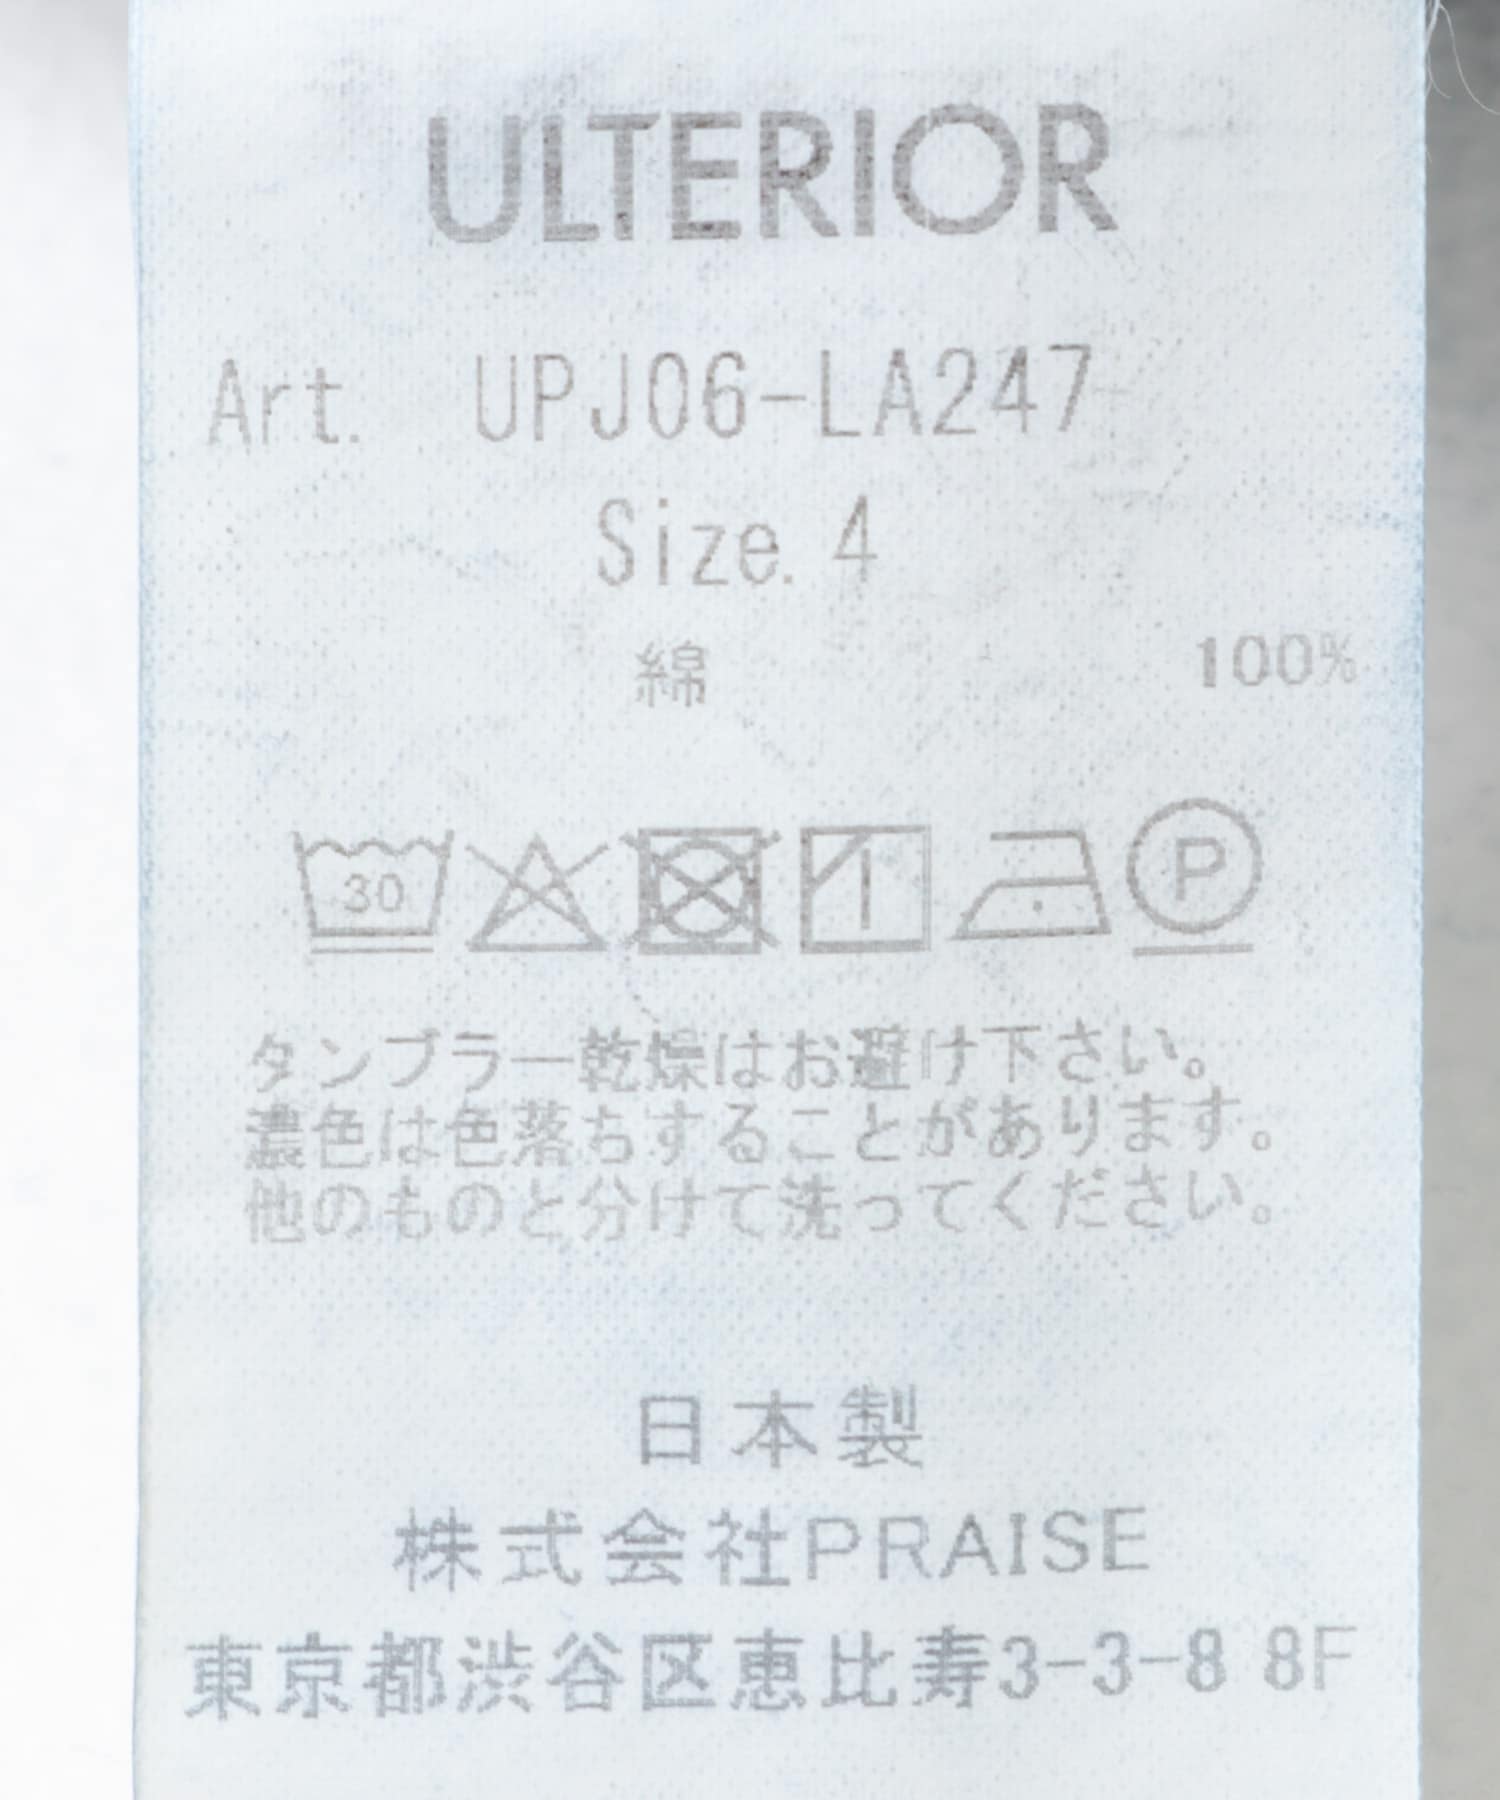 ULTERIOR
Art. UPJ06-LA247
Size. 4
綿 100%
30 P
タンブラー乾燥はお避け下さい。
濃色は色落ちすることがあります。
他のものと分けて洗ってください。
日本製
株式会社PRAISE
東京都渋谷区恵比寿3-3-8 8F